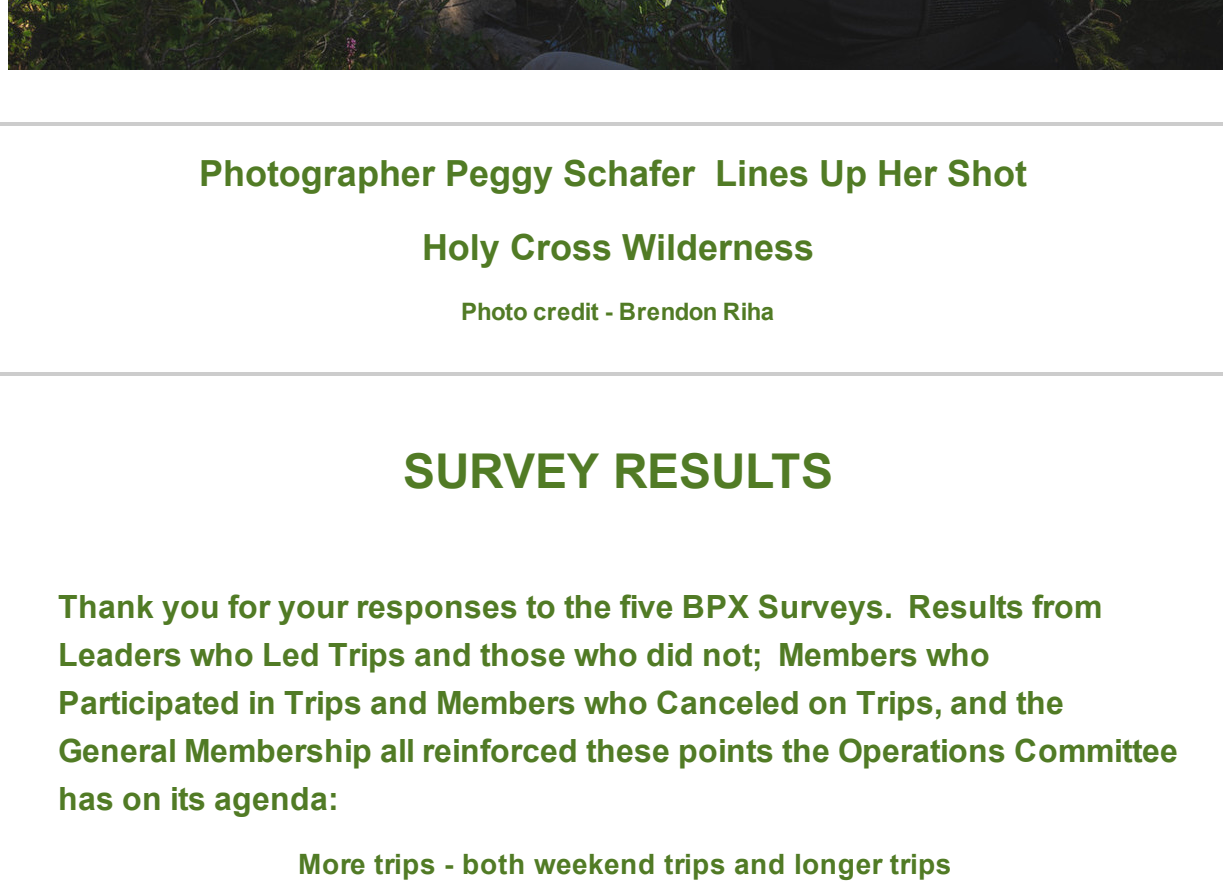 Photographer Peggy Schafer  Lines Up Her Shot
Holy Cross Wilderness
Photo credit - Brendon Riha
SURVEY RESULTS
Thank you for your responses to the five BPX Surveys.  Results from
Leaders who Led Trips and those who did not;  Members who
Participated in Trips and Members who Canceled on Trips, and the
General Membership all reinforced these points the Operations Committee
has on its agenda:
More trips - both weekend trips and longer trips